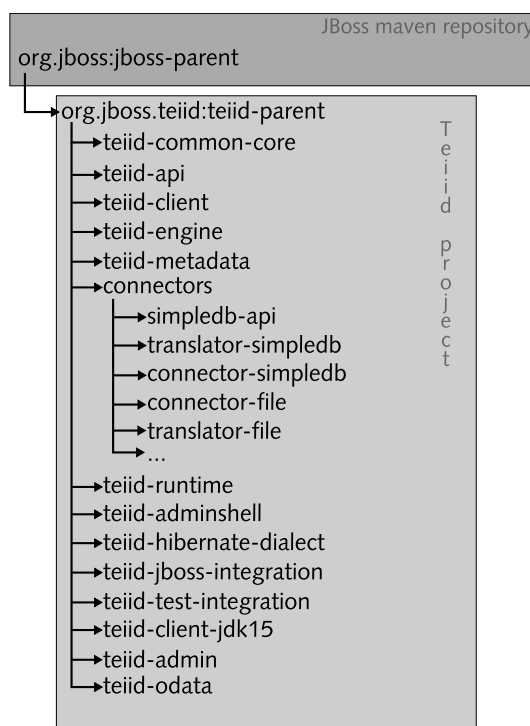 JBoss maven repository
org.jboss:jboss-parent
org.jboss.teiid:teiid-parent
Teiid project
teiid-common-core
teiid-api
teiid-client
teiid-engine
teiid-metadata
connectors
simpledb-api
translator-simpledb
connector-simpledb
connector-file
translator-file
...
teiid-runtime
teiid-adminshell
teiid-hibernate-dialect
teiid-jboss-integration
teiid-test-integration
teiid-client-jdk15
teiid-admin
teiid-odata